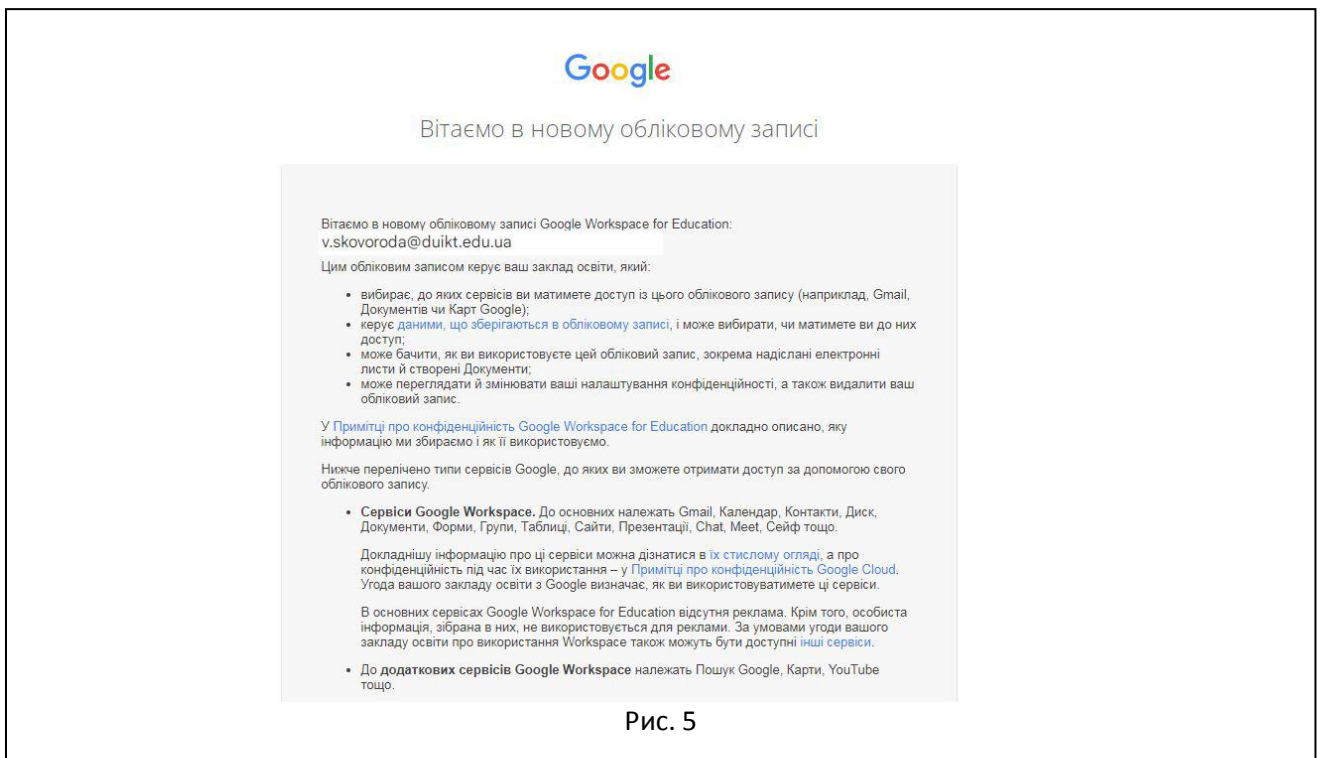 Google
Вітаємо в новому обліковому записі
Вітаємо в новому обліковому записі Google Workspace for Education:
v.skovoroda@duikt.edu.ua
Цим обліковим записом керує ваш заклад освіти, який:
• вибирає, до яких сервісів ви матимете доступ із цього облікового запису (наприклад, Gmail,
Документів чи Карт Google);
• керує даними, що зберігаються в обліковому записі, і може вибирати, чи матимете ви до них
доступ;
• може бачити, як ви використовуєте цей обліковий запис, зокрема надіслані електронні
листи й створені Документи;
• може переглядати й змінювати ваші налаштування конфіденційності, а також видалити ваш
обліковий запис.
У Примітці про конфіденційність Google Workspace for Education докладно описано, яку
інформацію ми збираємо і як її використовуємо.
Нижче перелічено типи сервісів Google, до яких ви зможете отримати доступ за допомогою свого
облікового запису.
• Сервіси Google Workspace. До основних належать Gmail, Календар, Контакти, Диск,
Документи, Форми, Групи, Таблиці, Сайти, Презентації, Chat, Meet, Сейф тощо.
Докладнішу інформацію про ці сервіси можна дізнатися в їх стислому огляді, а про
конфіденційність під час їх використання – у Примітці про конфіденційність Google Cloud.
Угода вашого закладу освіти з Google визначає, як ви використовуватимете ці сервіси.
В основних сервісах Google Workspace for Education відсутня реклама. Крім того, особиста
інформація, зібрана в них, не використовується для реклами. За умовами угоди вашого
закладу освіти про використання Workspace також можуть бути доступні інші сервіси.
• До додаткових сервісів Google Workspace належать Пошук Google, Карти, YouTube
тощо.
Рис. 5